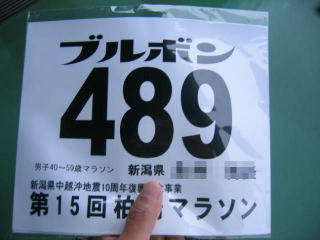 ブルボン
489
男子40～59歳マラソン 新潟県
新潟県中越沖地震10周年復興 事業
第15回 柏 マラソン